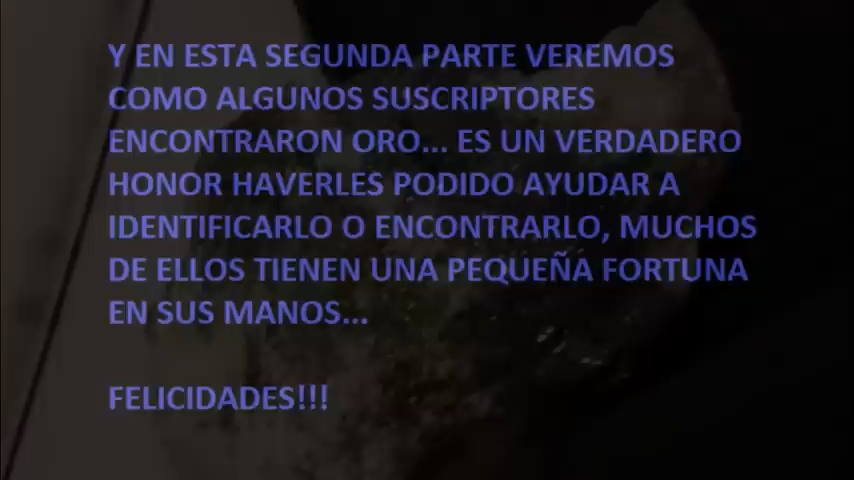 Y EN ESTA SEGUNDA PARTE VEREMOS
COMO ALGUNOS SUSCRIPTORES
ENCONTRARON ORO... ES UN VERDADERO
HONOR HAVERLES PODIDO AYUDAR A
IDENTIFICARLO O ENCONTRARLO, MUCHOS
DE ELLOS TIENEN UNA PEQUEÑA FORTUNA
EN SUS MANOS...
FELICIDADES!!!